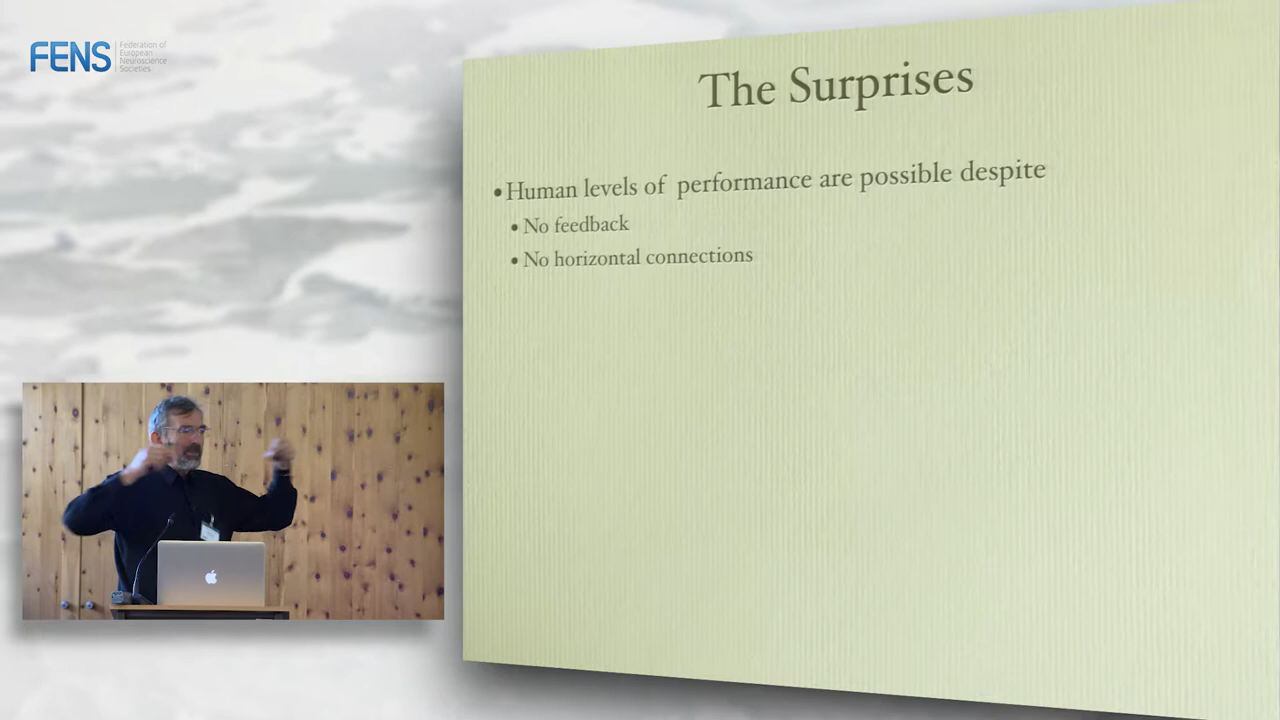 FENS
Federation of
European
Neuroscience
Societies
The Surprises
• Human levels of performance are possible despite
• No feedback
• No horizontal connections